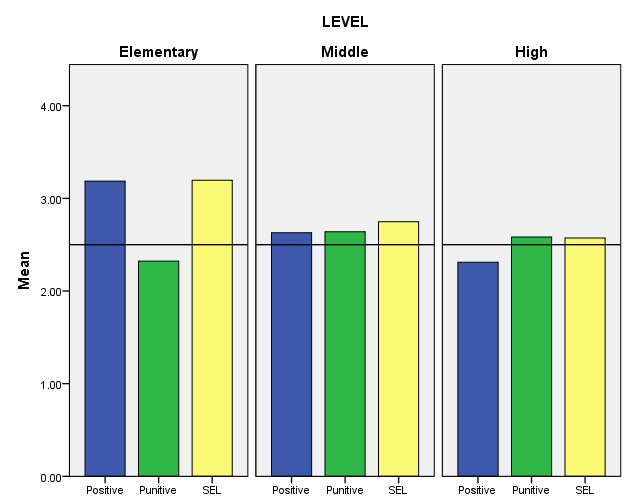 LEVEL
Elementary Middle High
Mean
4.00
3.00
2.00
1.00
0.00
Positive Punitive SEL Positive Punitive SEL Positive Punitive SEL